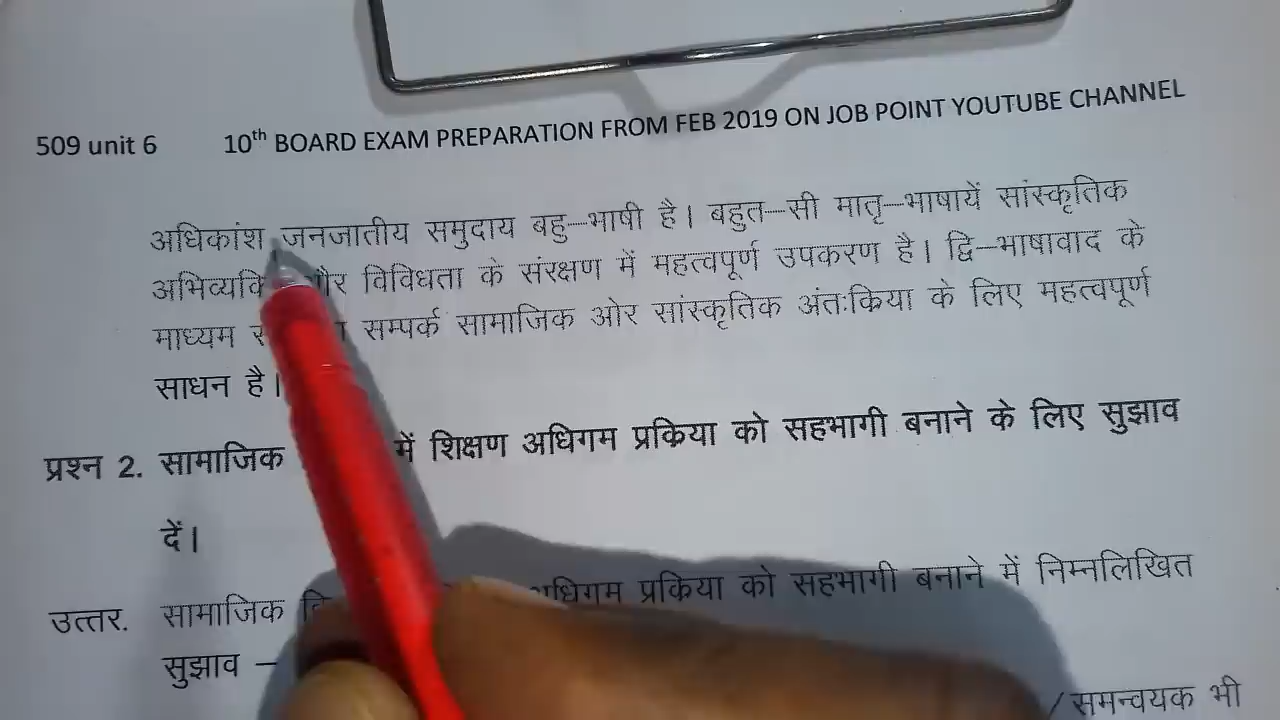 509 unit 6 10th BOARD EXAM PREPARATION FROM FEB 2019 ON JOB POINT YOUTUBE CHANNEL
अधिकांश जनजातीय समुदाय बहु–भाषी है। बहुत–सी मातृ–भाषायें सांस्कृतिक
विविधता के संरक्षण में महत्वपूर्ण उपकरण है। द्वि–भाषावाद के
माध्यम सम्पर्क सामाजिक ओर सांस्कृतिक अंतःकिया के लिए महत्वपूर्ण
साधन है।
प्रश्न 2. सामाजिक में शिक्षण अधिगम प्रकिया को सहभागी बनाने के लिए सुझाव
दें।
उत्तर. सामाजिक अधिगम प्रकिया को सहभागी बनाने में निम्नलिखित
सुझाव –
/समन्वयक भी